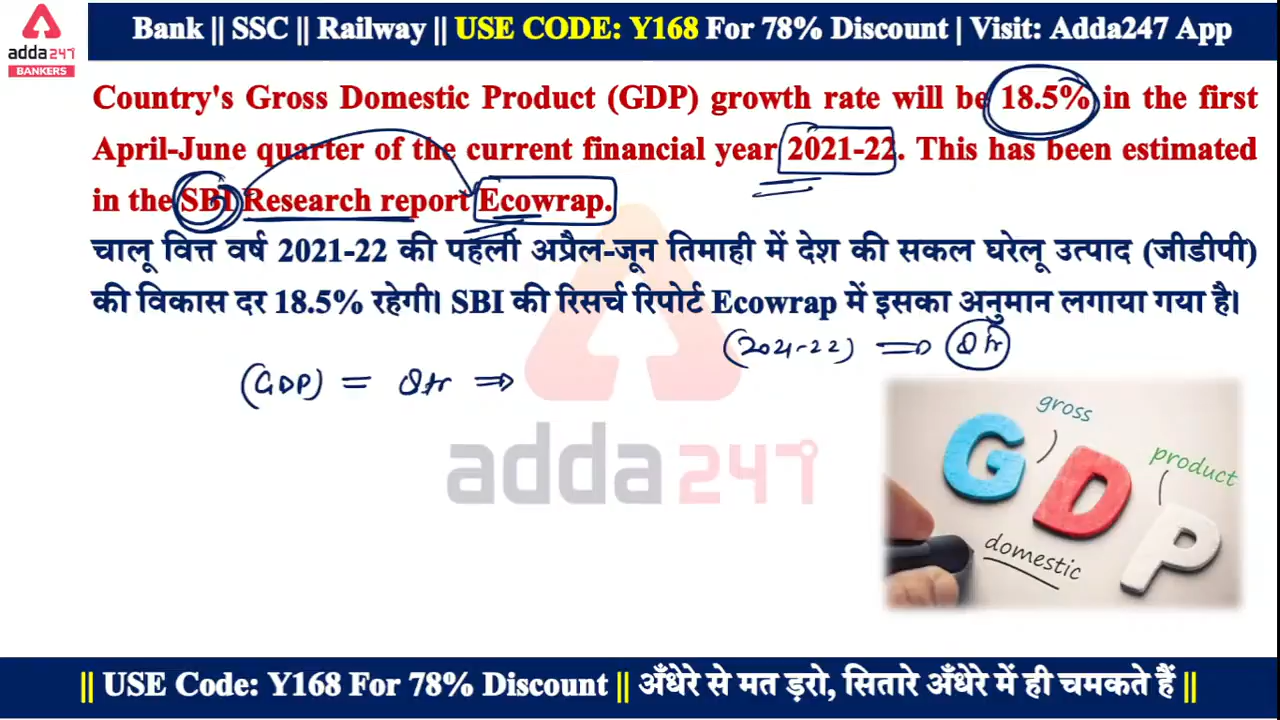 Bank || SSC || Railway || USE CODE: Y168 For 78% Discount | Visit: Adda247 App
adda247
BANKERS
Country's Gross Domestic Product (GDP) growth rate will be 18.5% in the first
April-June quarter of the current financial year 2021-22. This has been estimated
in the SBI Research report Ecowrap.
चालू वित्त वर्ष 2021-22 की पहली अप्रैल-जून तिमाही में देश की सकल घरेलू उत्पाद (जीडीपी)
की विकास दर 18.5% रहेगी। SBI की रिसर्च रिपोर्ट Ecowrap में इसका अनुमान लगाया गया है।
(2021-22) ⇒
(GDP) = ⇒
adda247
gross
GDP
product
domestic
|| USE Code: Y168 For 78% Discount || अँधेरे से मत ड़रो, सितारे अँधेरे में ही चमकते हैं ||